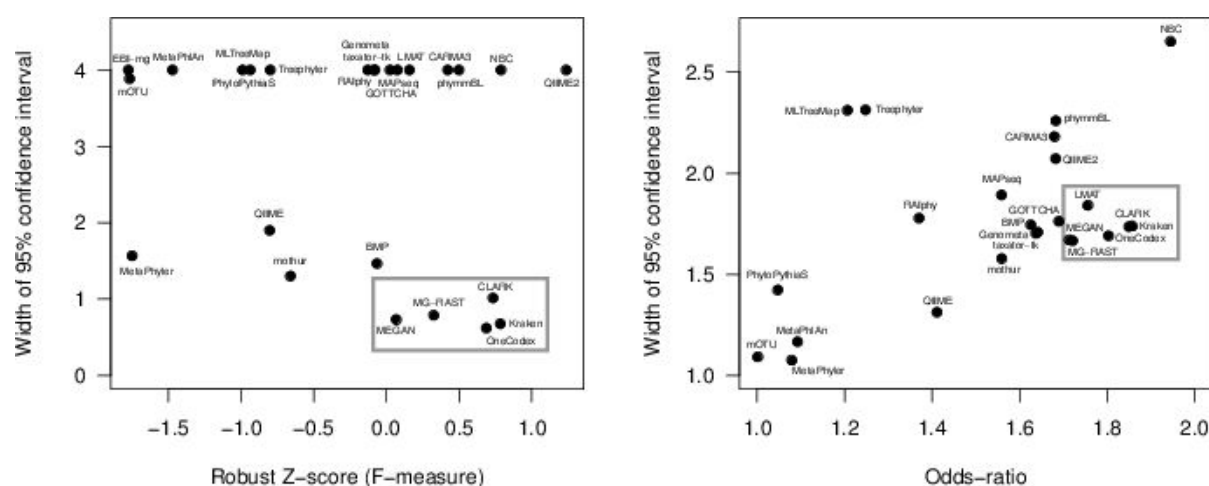 Width of 95% confidence interval
4
3
2
1
0
EBI-mg
MetaPhlAn
MLTreeMap
Treephyler
Genometa
taxator-tk
LMAT
CARMA3
NBC
mOTU
PhyloPythiaS
RAIphy
MAPseq
GOTTCHA
phymmBL
QIIME2
QIIME
MetaPhyler
mothur
BMP
CLARK
MG-RAST
MEGAN
Kraken
OneCodex
−1.5 −1.0 −0.5 0.0 0.5 1.0
Robust Z−score (F−measure)
Width of 95% confidence interval
2.5
2.0
1.5
1.0
NBC
MLTreeMap
Treephyler
phymmBL
CARMA3
QIIME2
MAPseq
LMAT
RAIphy
GOTTCHA
CLARK
BMP
MEGAN
Kraken
Genometa
OneCodex
taxator-tk
MG-RAST
mothur
PhyloPythiaS
QIIME
MetaPhlAn
mOTU
MetaPhyler
1.0 1.2 1.4 1.6 1.8 2.0
Odds−ratio